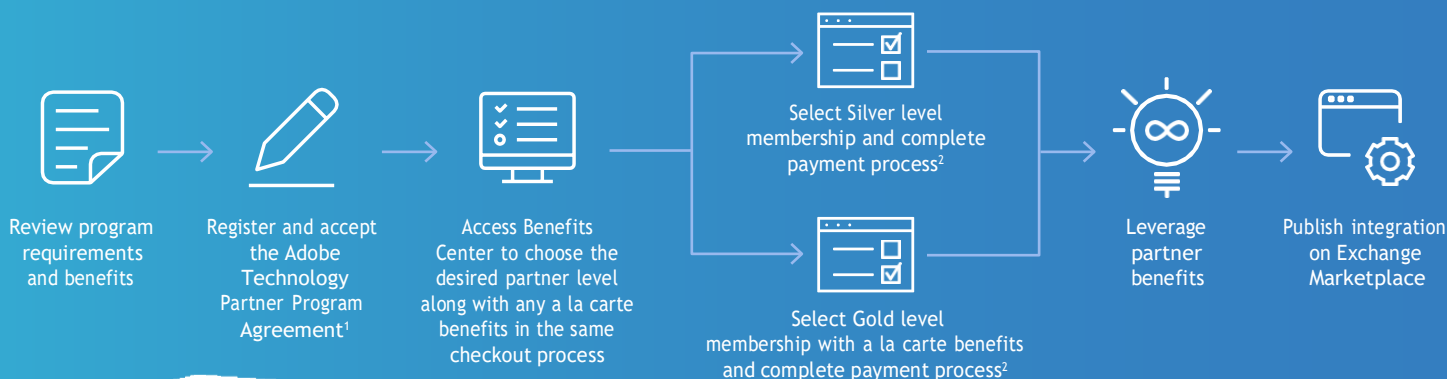 Review program
requirements
and benefits
Register and accept
the Adobe
Technology
Partner Program
Agreement¹
Access Benefits
Center to choose the
desired partner level
along with any a la carte
benefits in the same
checkout process
Select Silver level
membership and complete
payment process²
Select Gold level
membership with a la carte benefits
and complete payment process²
Leverage
partner
benefits
Publish integration
on Exchange
Marketplace